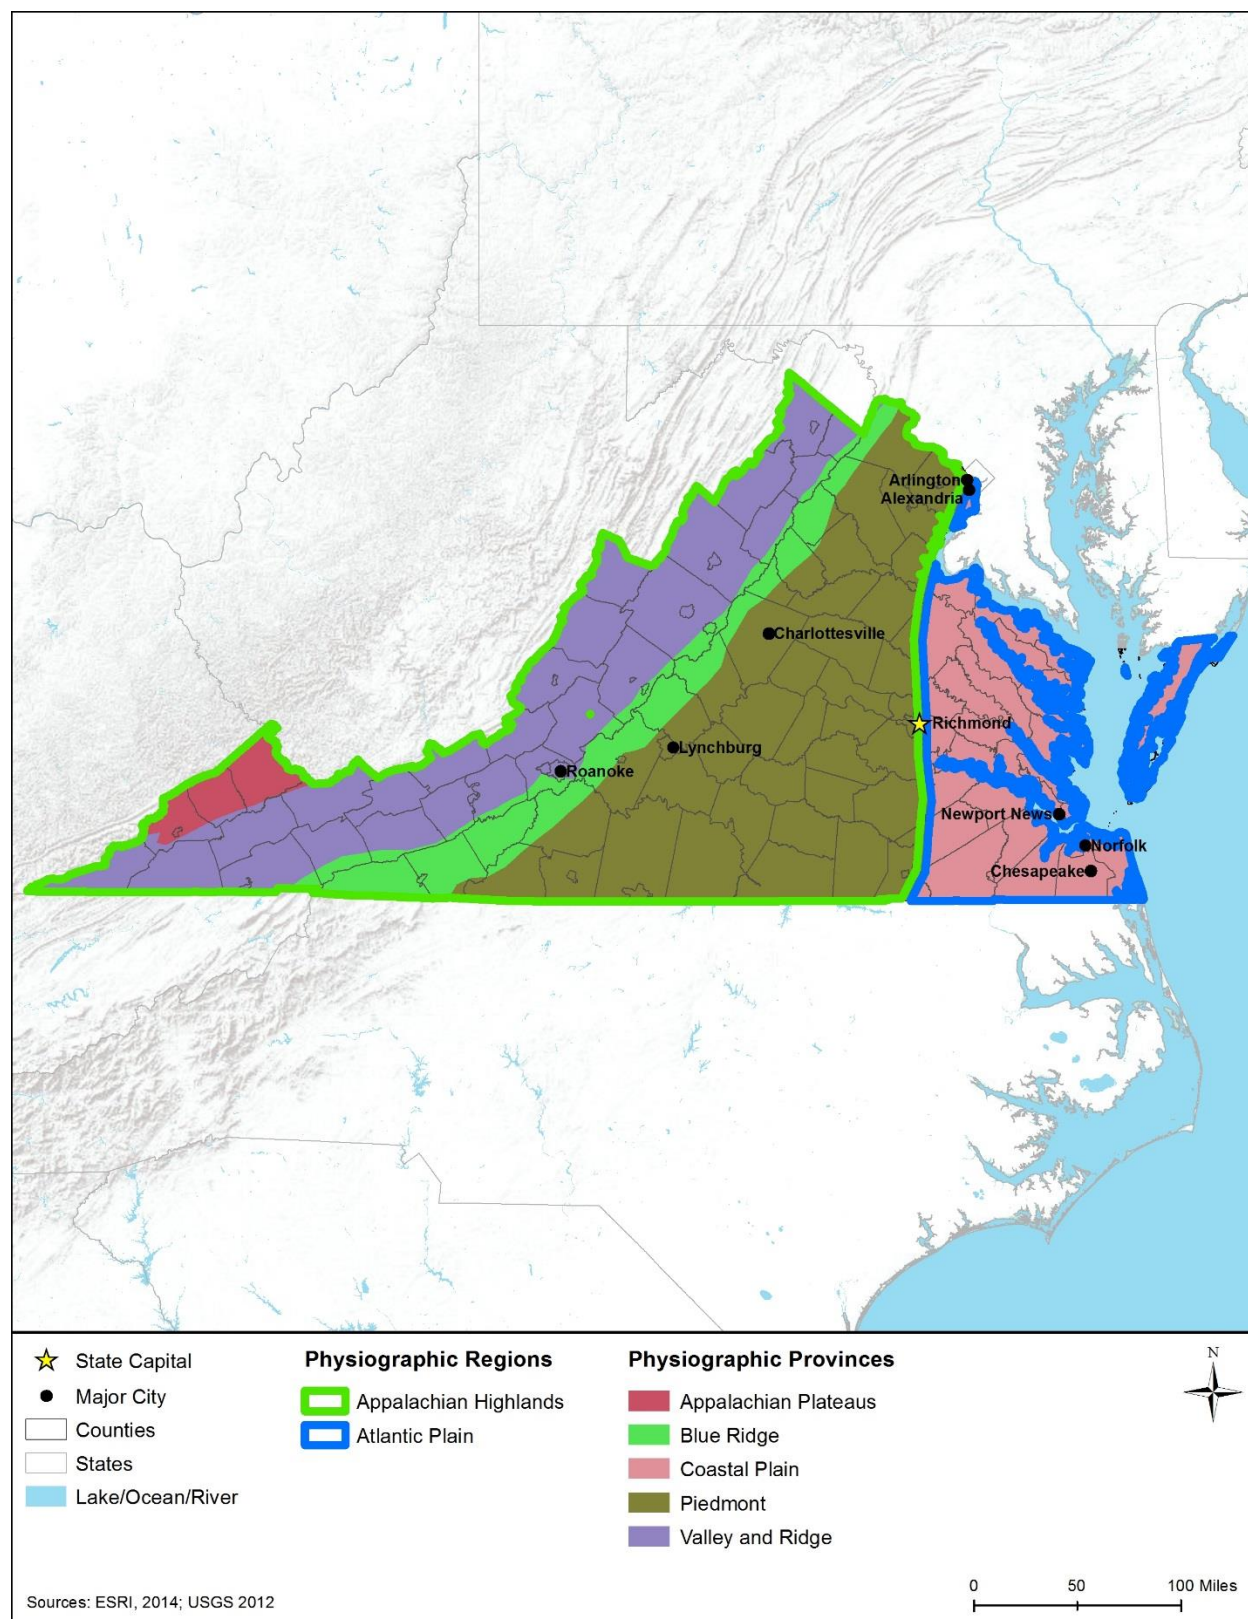 Arlington
Alexandria
Charlottesville
Richmond
Lynchburg
Roanoke
Newport News
Norfolk
Chesapeake
State Capital
Major City
Counties
States
Lake/Ocean/River
Physiographic Regions
Appalachian Highlands
Atlantic Plain
Physiographic Provinces
Appalachian Plateaus
Blue Ridge
Coastal Plain
Piedmont
Valley and Ridge
N
0 50 100 Miles
Sources: ESRI, 2014; USGS 2012